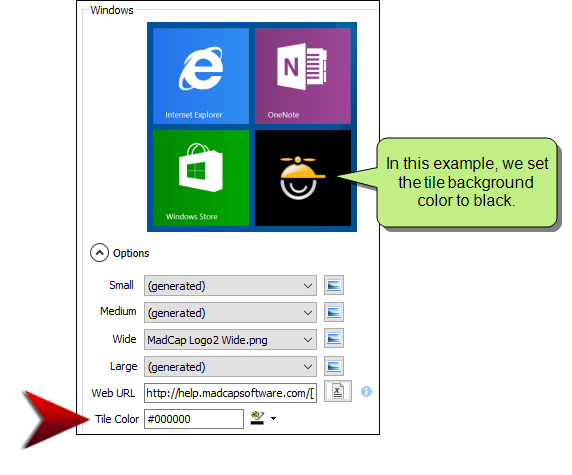 Windows
Internet Explorer
OneNote
Windows Store
In this example, we set
the tile background
color to black.
Options
Small (generated)
Medium (generated)
Wide MadCap Logo2 Wide.png
Large (generated)
Web URL http://help.madcapsoftware.com/[
Tile Color #000000